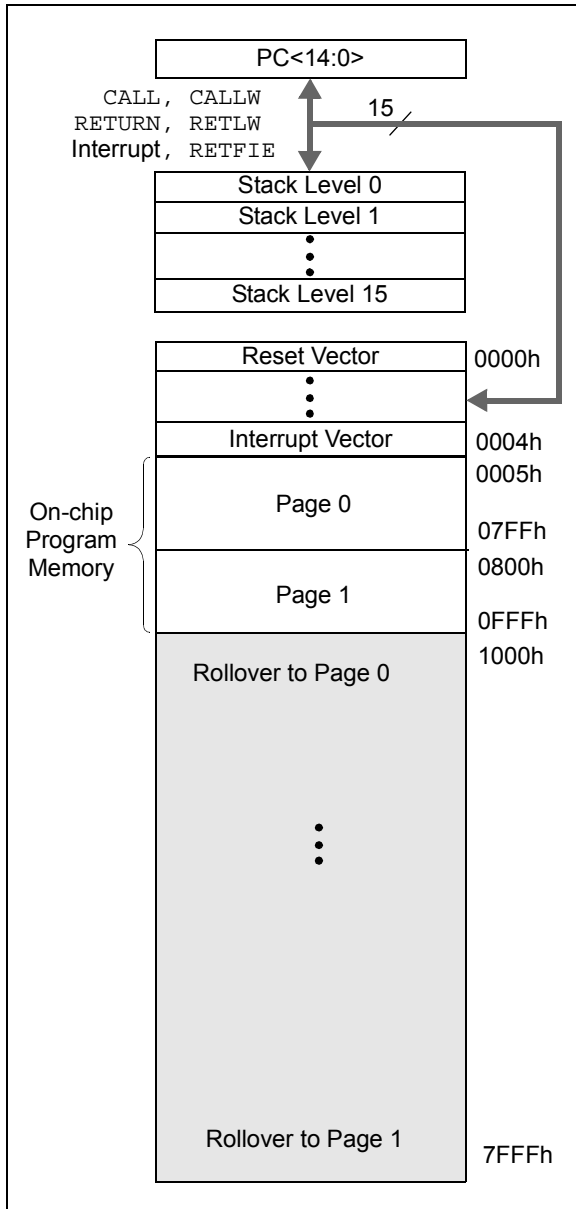 PC<14:0>
CALL, CALLW
RETURN, RETLW
Interrupt, RETFIE
15
Stack Level 0
Stack Level 1
Stack Level 15
Reset Vector
0000h
Interrupt Vector
0004h
0005h
On-chip
Program
Memory
Page 0
07FFh
0800h
Page 1
0FFFh
1000h
Rollover to Page 0
Rollover to Page 1
7FFFh